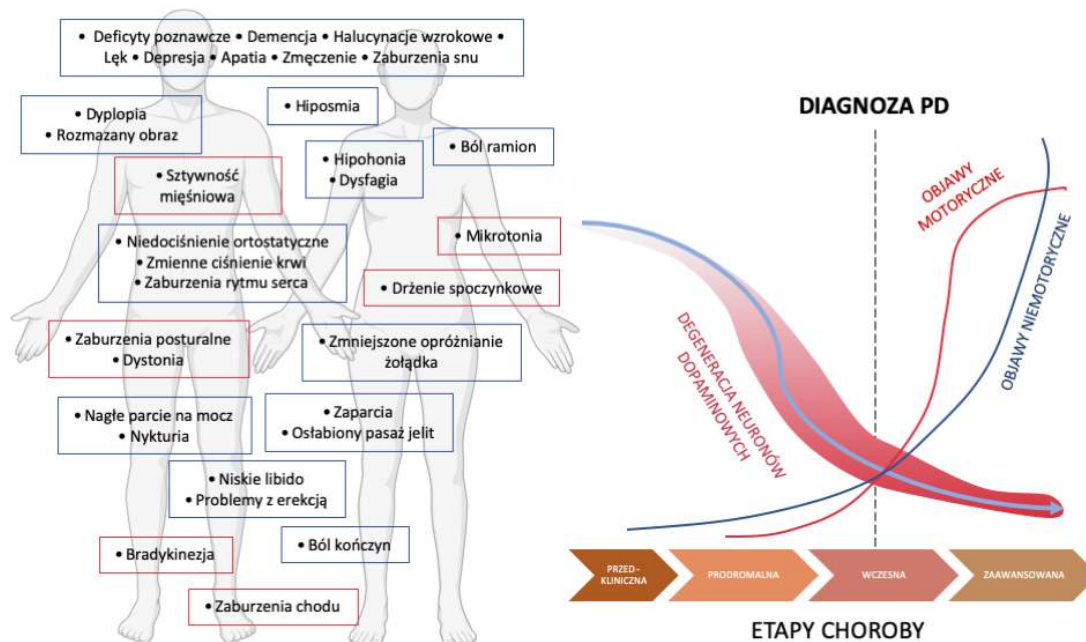 • Deficyty poznawcze • Demencja • Halucynacje wzrokowe •
Lęk • Depresja • Apatia • Zmęczenie • Zaburzenia snu
• Dyplopia
• Rozmazany obraz
• Hiposmia
• Hipohonia
• Dysfagia
• Ból ramion
• Sztywność
mięśniowa
• Mikrotonia
• Niedociśnienie ortostatyczne
• Zmienne ciśnienie krwi
• Zaburzenia rytmu serca
• Drżenie spoczynkowe
• Zaburzenia posturalne
• Dystonia
• Zmniejszone opróżnianie
żołądka
• Nagłe parcie na mocz
• Nykturia
• Zaparcia
• Osłabiony pasaż jelit
• Niskie libido
• Problemy z erekcją
• Bradykinezja
• Ból kończyn
• Zaburzenia chodu
DIAGNOZA PD
OBJAWY
MOTORYCZNE
OBJAWY NIEMOTORYCZNE
DEGENERACJA NEURONÓW
DOPAMINOWYCH
PRZED-
KLINICZNA
PRODROMALNA
WCZESNA
ZAAWANSOWANA
ETAPY CHOROBY